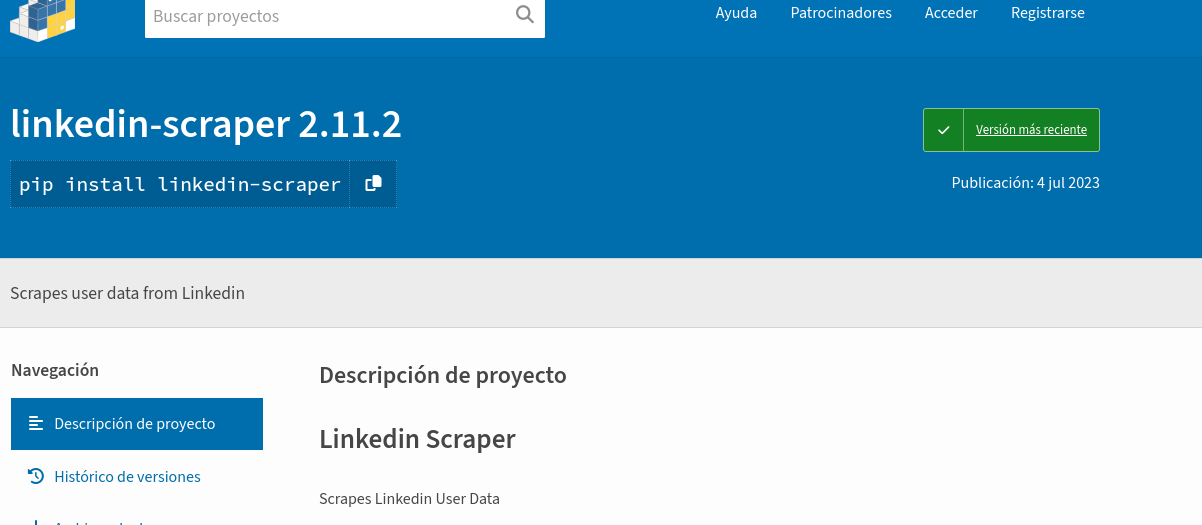 Buscar proyectos
Ayuda Patrocinadores Acceder Registrarse
linkedin-scraper 2.11.2
Versión más reciente
pip install linkedin-scraper
Publicación: 4 jul 2023
Scrapes user data from Linkedin
Navegación
Descripción de proyecto
Descripción de proyecto
Linkedin Scraper
Histórico de versiones
Scrapes Linkedin User Data